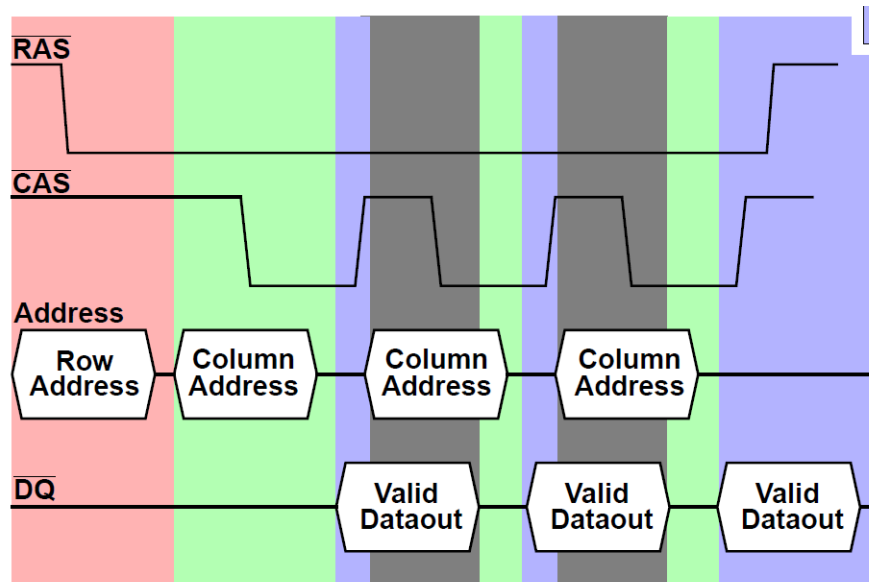 RAS
CAS
Address
Row
Address
Column
Address
Column
Address
Column
Address
DQ
Valid
Dataout
Valid
Dataout
Valid
Dataout